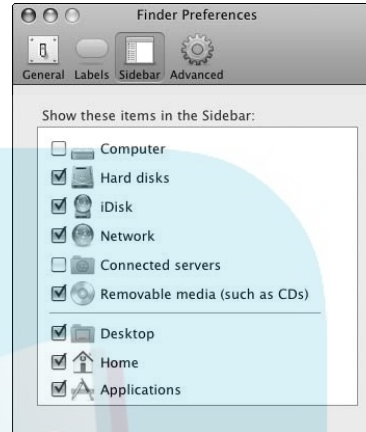 Finder Preferences
General Labels Sidebar Advanced
Show these items in the Sidebar:
Computer
Hard disks
iDisk
Network
Connected servers
Removable media (such as CDs)
Desktop
Home
Applications